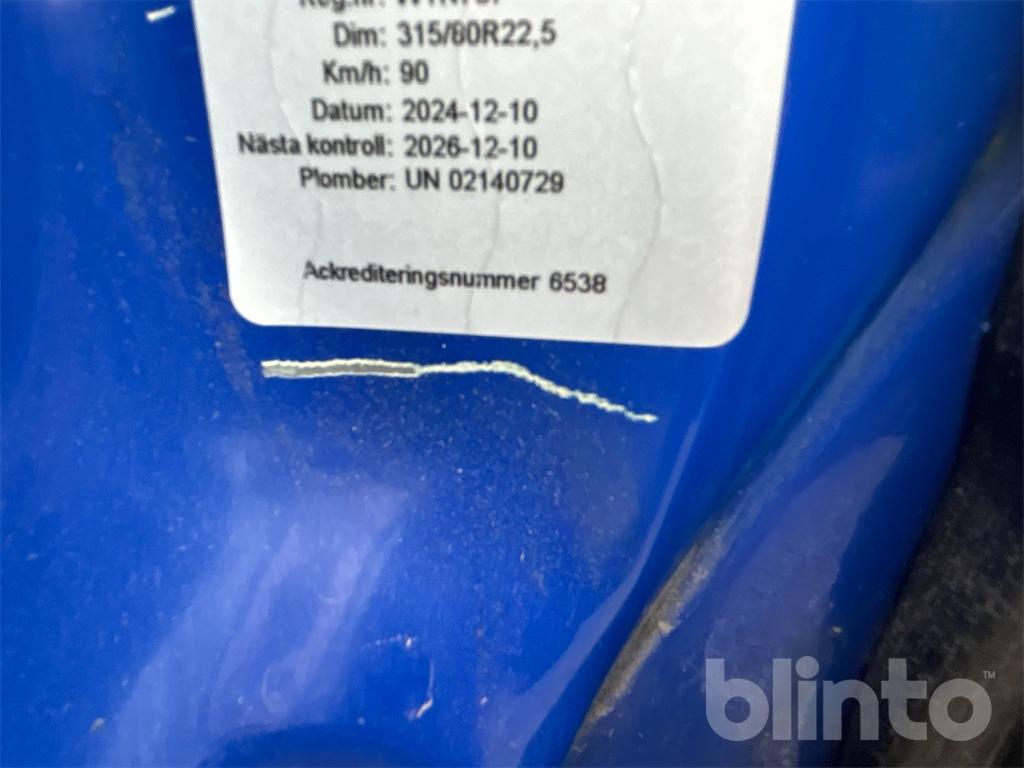 Dim: 315/80R22,5
Km/h: 90
Datum: 2024-12-10
Nästa kontroll: 2026-12-10
Plomber: UN 02140729
Ackrediteringsnummer 6538
blinto™